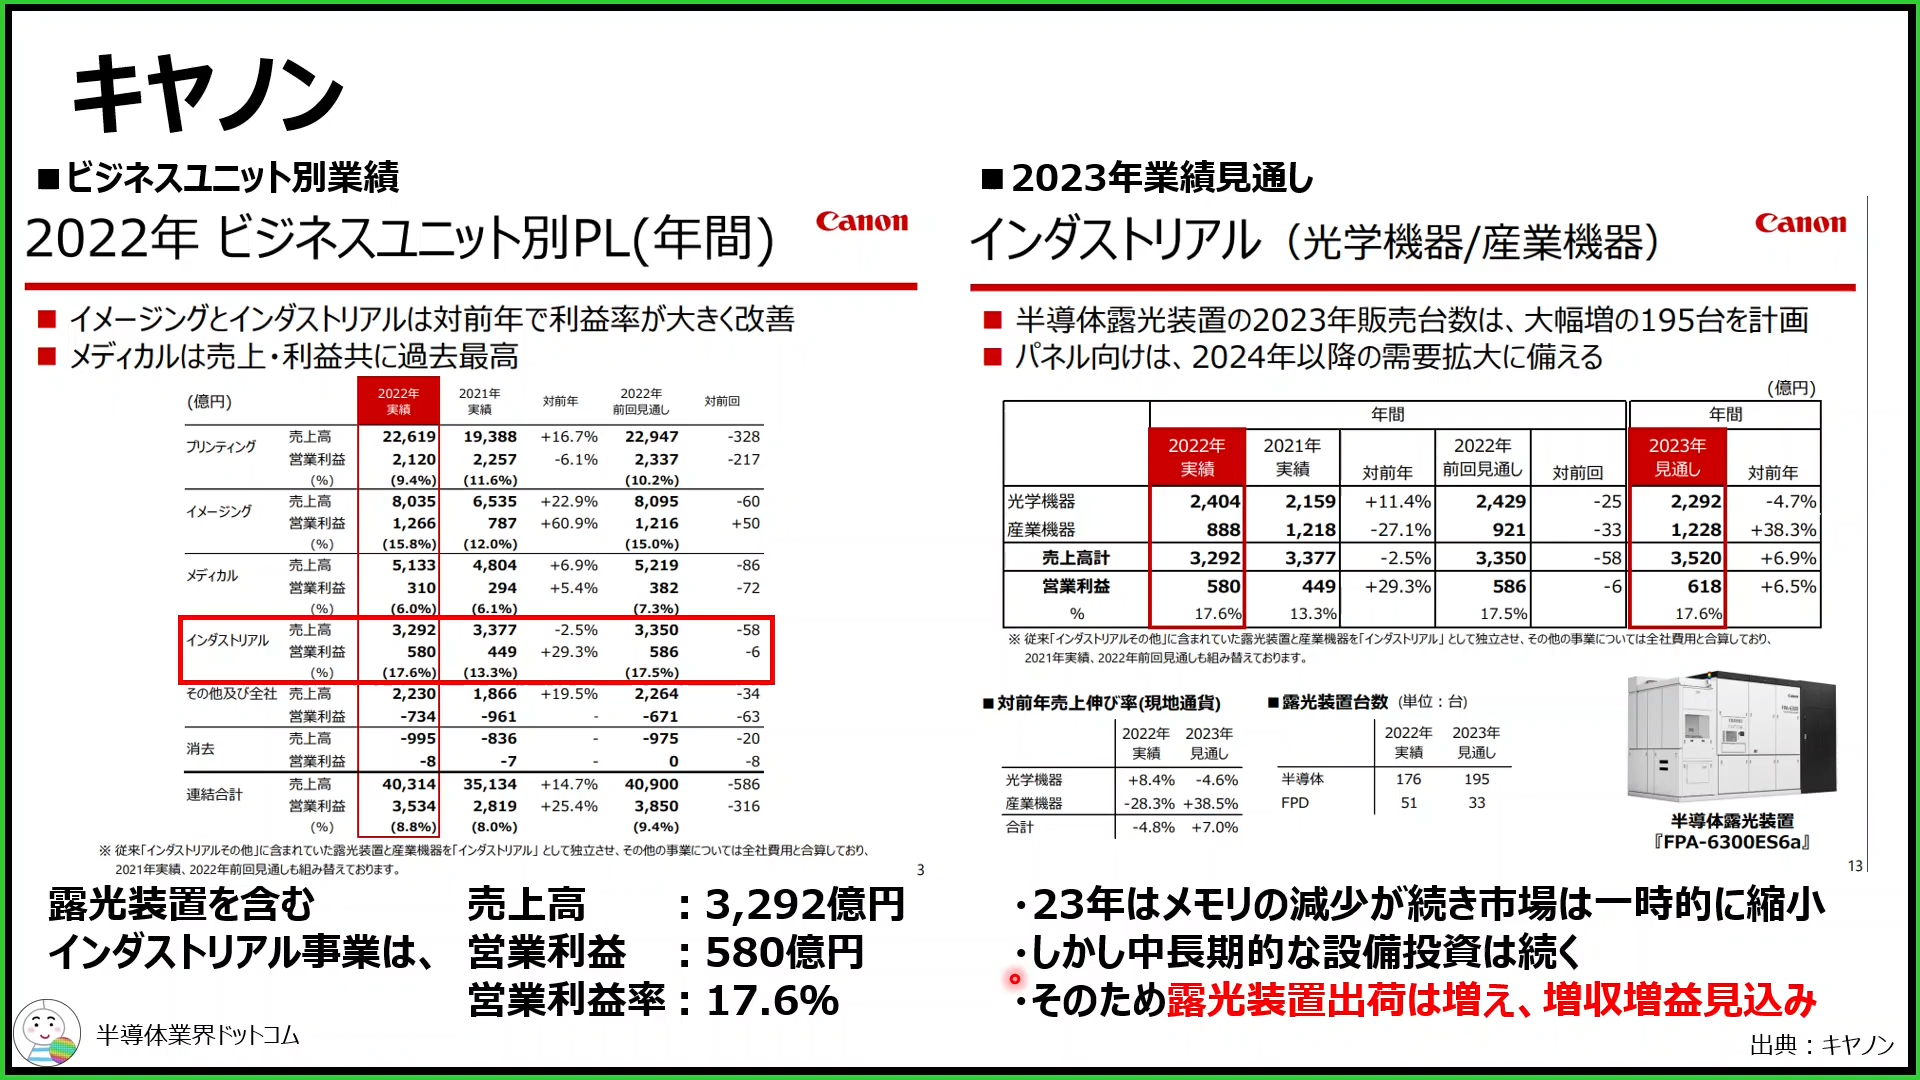 キヤノン
■ビジネスユニット別業績
2022年 ビジネスユニット別PL(年間)
Canon
■ イメージングとインダストリアルは対前年で利益率が大きく改善
■ メディカルは売上・利益共に過去最高
(億円) 2022年実績 2021年実績 対前年 2022年前回見通し 対前回
プリンティング 売上高 22,619 19,388 +16.7% 22,947 -328
営業利益 2,120 2,257 -6.1% 2,337 -217
(%) (9.4%) (11.6%) (10.2%)
イメージング 売上高 8,035 6,535 +22.9% 8,095 -60
営業利益 1,266 787 +60.9% 1,216 +50
(%) (15.8%) (12.0%) (15.0%)
メディカル 売上高 5,133 4,804 +6.9% 5,219 -86
営業利益 310 294 +5.4% 382 -72
(%) (6.0%) (6.1%) (7.3%)
インダストリアル 売上高 3,292 3,377 -2.5% 3,350 -58
営業利益 580 449 +29.3% 586 -6
(%) (17.6%) (13.3%) (17.5%)
その他及び全社 売上高 2,230 1,866 +19.5% 2,264 -34
営業利益 -734 -961 - -671 -63
消去 売上高 -995 -836 - -975 -20
営業利益 -8 -7 - 0 -8
連結合計 売上高 40,314 35,134 +14.7% 40,900 -586
営業利益 3,534 2,819 +25.4% 3,850 -316
(%) (8.8%) (8.0%) (9.4%)
※ 従来「インダストリアルその他」に含まれていた露光装置と産業機器を「インダストリアル」として独立させ、その他の事業については全社費用と合算しており、
2021年実績、2022年前回見通しも組み替えております。
3
露光装置を含む
インダストリアル事業は、
売上高 : 3,292億円
営業利益 : 580億円
営業利益率 : 17.6%
半導体業界ドットコム
■2023年業績見通し
インダストリアル（光学機器/産業機器）
Canon
■ 半導体露光装置の2023年販売台数は、大幅増の195台を計画
■ パネル向けは、2024年以降の需要拡大に備える
(億円)
年間 年間
2022年実績 2021年実績 対前年 2022年前回見通し 対前回 2023年見通し 対前年
光学機器 2,404 2,159 +11.4% 2,429 -25 2,292 -4.7%
産業機器 888 1,218 -27.1% 921 -33 1,228 +38.3%
売上高計 3,292 3,377 -2.5% 3,350 -58 3,520 +6.9%
営業利益 580 449 +29.3% 586 -6 618 +6.5%
% 17.6% 13.3% 17.5% 17.6%
※ 従来「インダストリアルその他」に含まれていた露光装置と産業機器を「インダストリアル」として独立させ、その他の事業については全社費用と合算しており、
2021年実績、2022年前回見通しも組み替えております。
■対前年売上伸び率(現地通貨)
2022年実績 2023年見通し
光学機器 +8.4% -4.6%
産業機器 -28.3% +38.5%
合計 -4.8% +7.0%
■露光装置台数 (単位：台)
2022年実績 2023年見通し
半導体 176 195
FPD 51 33
半導体露光装置
『FPA-6300ES6a』
13
・23年はメモリの減少が続き市場は一時的に縮小
・しかし中長期的な設備投資は続く
・そのため露光装置出荷は増え、増収増益見込み
出典：キヤノン